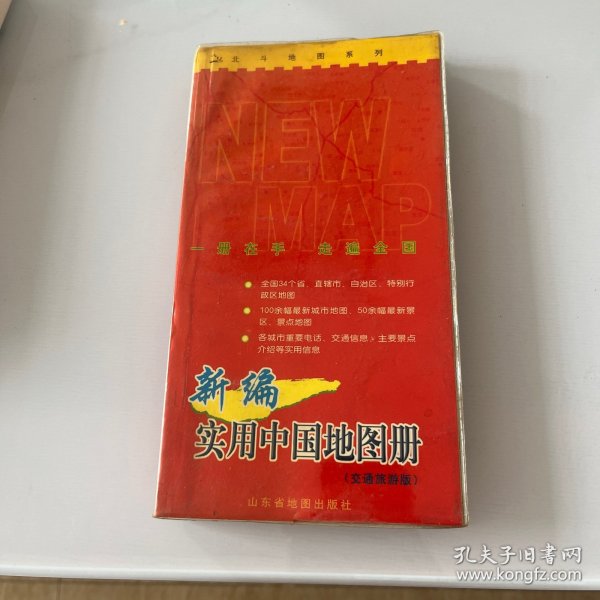 北斗地图系列
NEW
MAP
一册在手 走遍全国
全国34个省、直辖市、自治区、特别行
政区地图
100余幅最新城市地图、50余幅最新景
区、景点地图
各城市重要电话、交通信息、主要景点
介绍等实用信息
新编
实用中国地图册
(交通旅游版)
山东省地图出版社
孔夫子旧书网
www.kongfz.com